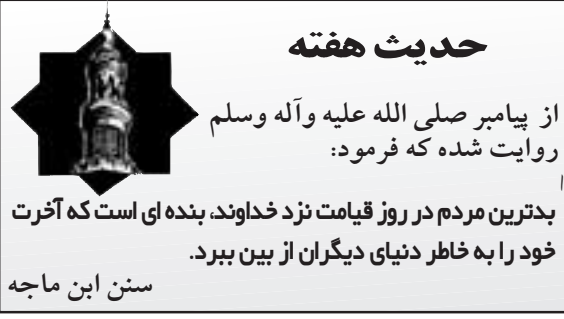 حدیث هفته
از پیامبر صلی الله علیه وآله وسلم
روایت شده که فرمود:
بدترین مردم در روز قیامت نزد خداوند، بنده ای است که آخرت
خود را به خاطر دنیای دیگران از بین ببرد.
سنن ابن ماجه